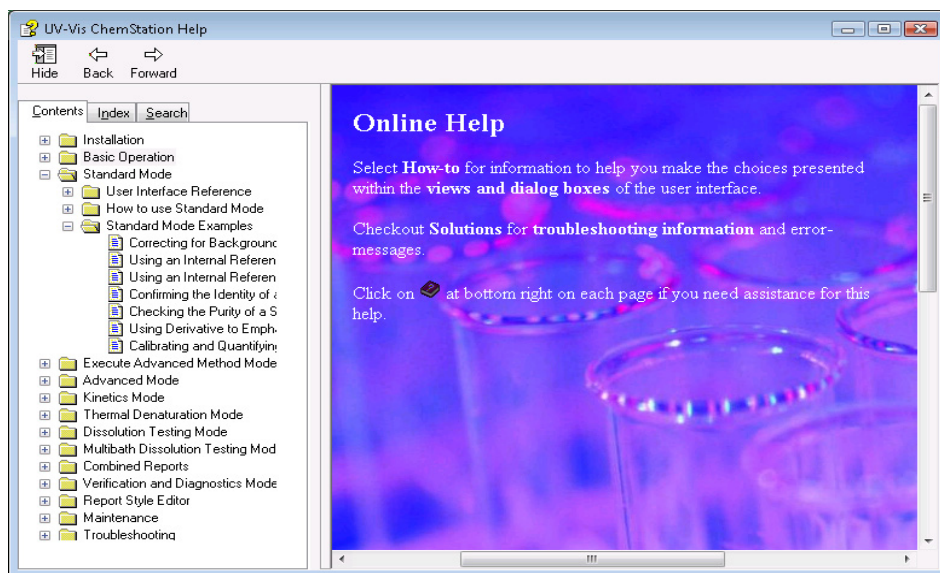 UV-Vis ChemStation Help
Hide Back Forward
Contents Index Search
Installation
Basic Operation
Standard Mode
User Interface Reference
How to use Standard Mode
Standard Mode Examples
Correcting for Background
Using an Internal Referen
Using an Internal Referen
Confirming the Identity of a
Checking the Purity of a S
Using Derivative to Empha
Calibrating and Quantifying
Execute Advanced Method Mode
Advanced Mode
Kinetics Mode
Thermal Denaturation Mode
Dissolution Testing Mode
Multibath Dissolution Testing Mod
Combined Reports
Verification and Diagnostics Mode
Report Style Editor
Maintenance
Troubleshooting
Online Help
Select How-to for information to help you make the choices presented
within the views and dialog boxes of the user interface.
Checkout Solutions for troubleshooting information and error-
messages.
Click on at bottom right on each page if you need assistance for this
help.